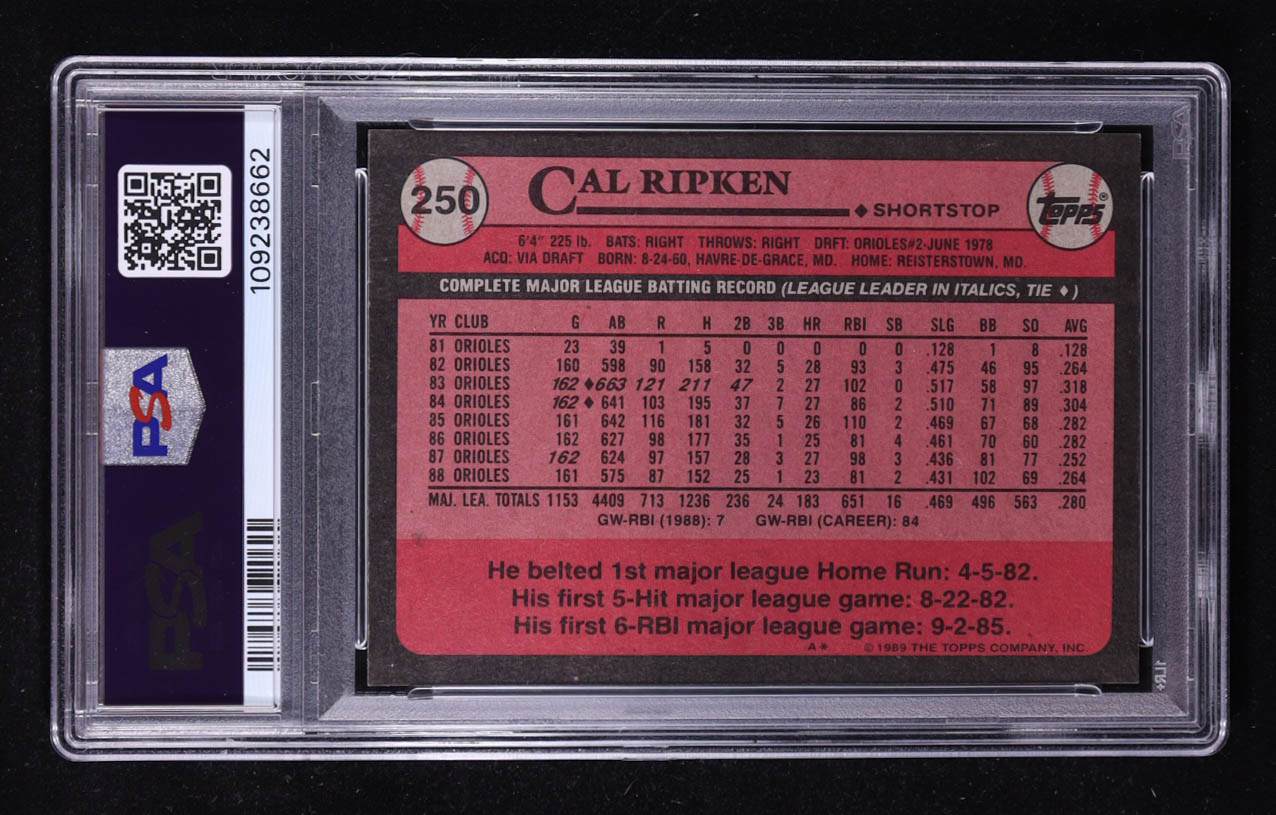 109238662
PSA
PSA
250
CAL RIPKEN
♦ SHORTSTOP
TOPPS®
6'4" 225 lb. BATS: RIGHT THROWS: RIGHT DRFT: ORIOLES#2-JUNE 1978
ACQ: VIA DRAFT BORN: 8-24-60, HAVRE-DE-GRACE, MD. HOME: REISTERSTOWN, MD.
COMPLETE MAJOR LEAGUE BATTING RECORD (LEAGUE LEADER IN ITALICS, TIE ♦)
YR CLUB G AB R H 2B 3B HR RBI SB SLG BB SO AVG
81 ORIOLES 23 39 1 5 0 0 0 0 0 .128 1 8 .128
82 ORIOLES 160 598 90 158 32 5 28 93 3 .475 46 95 .264
83 ORIOLES 162 ♦663 121 211 47 2 27 102 0 .517 58 97 .318
84 ORIOLES 162♦ 641 103 195 37 7 27 86 2 .510 71 89 .304
85 ORIOLES 161 642 116 181 32 5 26 110 2 .469 67 68 .282
86 ORIOLES 162 627 98 177 35 1 25 81 4 .461 70 60 .282
87 ORIOLES 162 624 97 157 28 3 27 98 3 .436 81 77 .252
88 ORIOLES 161 575 87 152 25 1 23 81 2 .431 102 69 .264
MAJ. LEA. TOTALS 1153 4409 713 1236 236 24 183 651 16 .469 496 563 .280
GW-RBI (1988): 7 GW-RBI (CAREER): 84
He belted 1st major league Home Run: 4-5-82.
His first 5-Hit major league game: 8-22-82.
His first 6-RBI major league game: 9-2-85.
A* © 1989 THE TOPPS COMPANY, INC.
PSA
1LR+